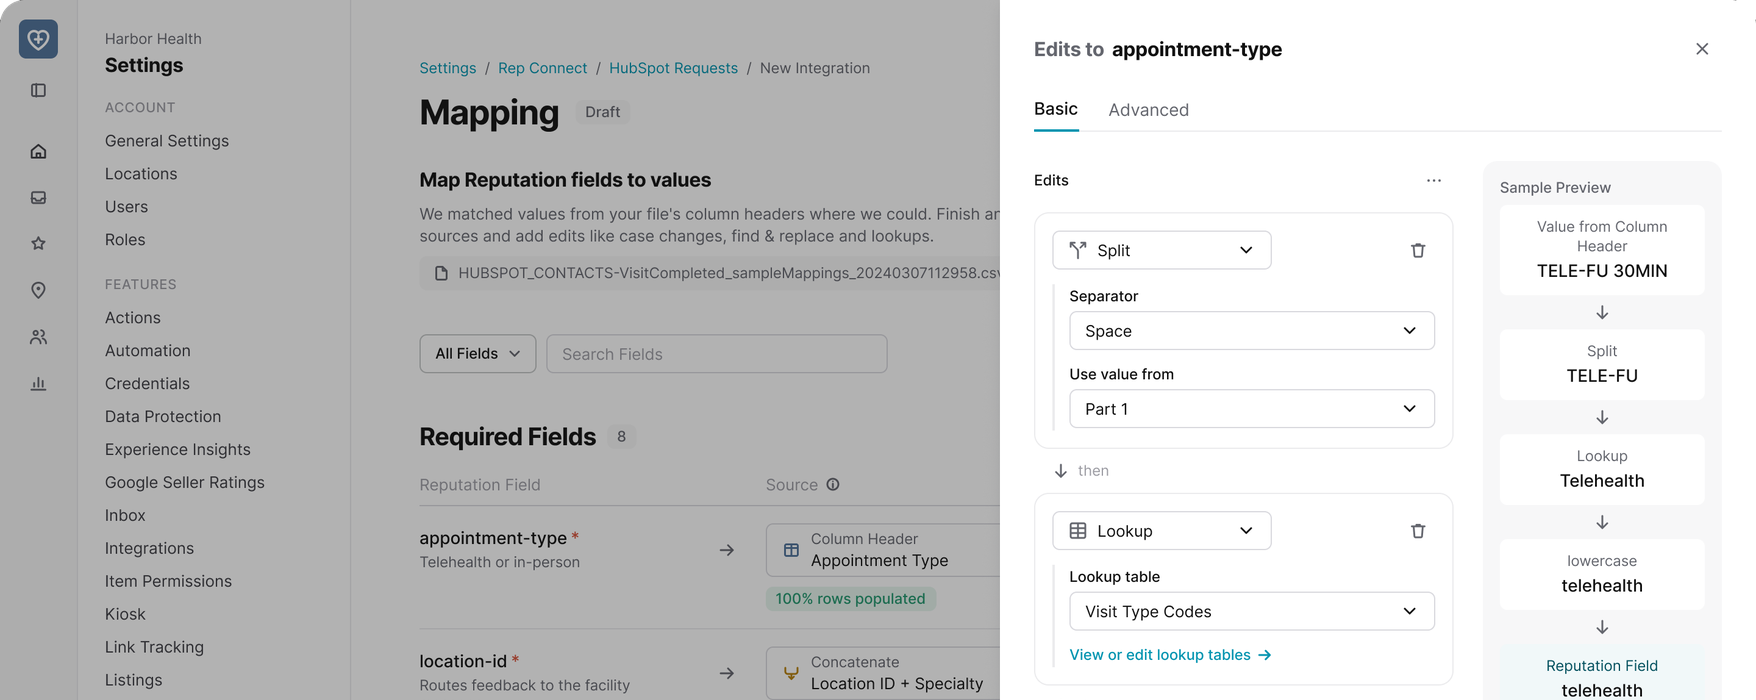 Harbor Health
Settings
ACCOUNT
General Settings
Locations
Users
Roles
FEATURES
Actions
Automation
Credentials
Data Protection
Experience Insights
Google Seller Ratings
Inbox
Integrations
Item Permissions
Kiosk
Link Tracking
Listings
Settings / Rep Connect / HubSpot Requests / New Integration
Mapping Draft
Map Reputation fields to values
We matched values from your file's column headers where we could. Finish
sources and add edits like case changes, find & replace and lookups.
HUBSPOT_CONTACTS-VisitCompleted_sampleMappings_20240307112958.csv
All Fields
Search Fields
Required Fields 8
Reputation Field
Source
appointment-type *
Telehealth or in-person
Column Header
Appointment Type
100% rows populated
location-id *
Routes feedback to the facility
Concatenate
Location ID + Specialty
Edits to appointment-type
Basic
Advanced
Edits
Split
Separator
Space
Use value from
Part 1
then
Lookup
Lookup table
Visit Type Codes
View or edit lookup tables →
Sample Preview
Value from Column
Header
TELE-FU 30MIN
Split
TELE-FU
Lookup
Telehealth
lowercase
telehealth
Reputation Field
telehealth